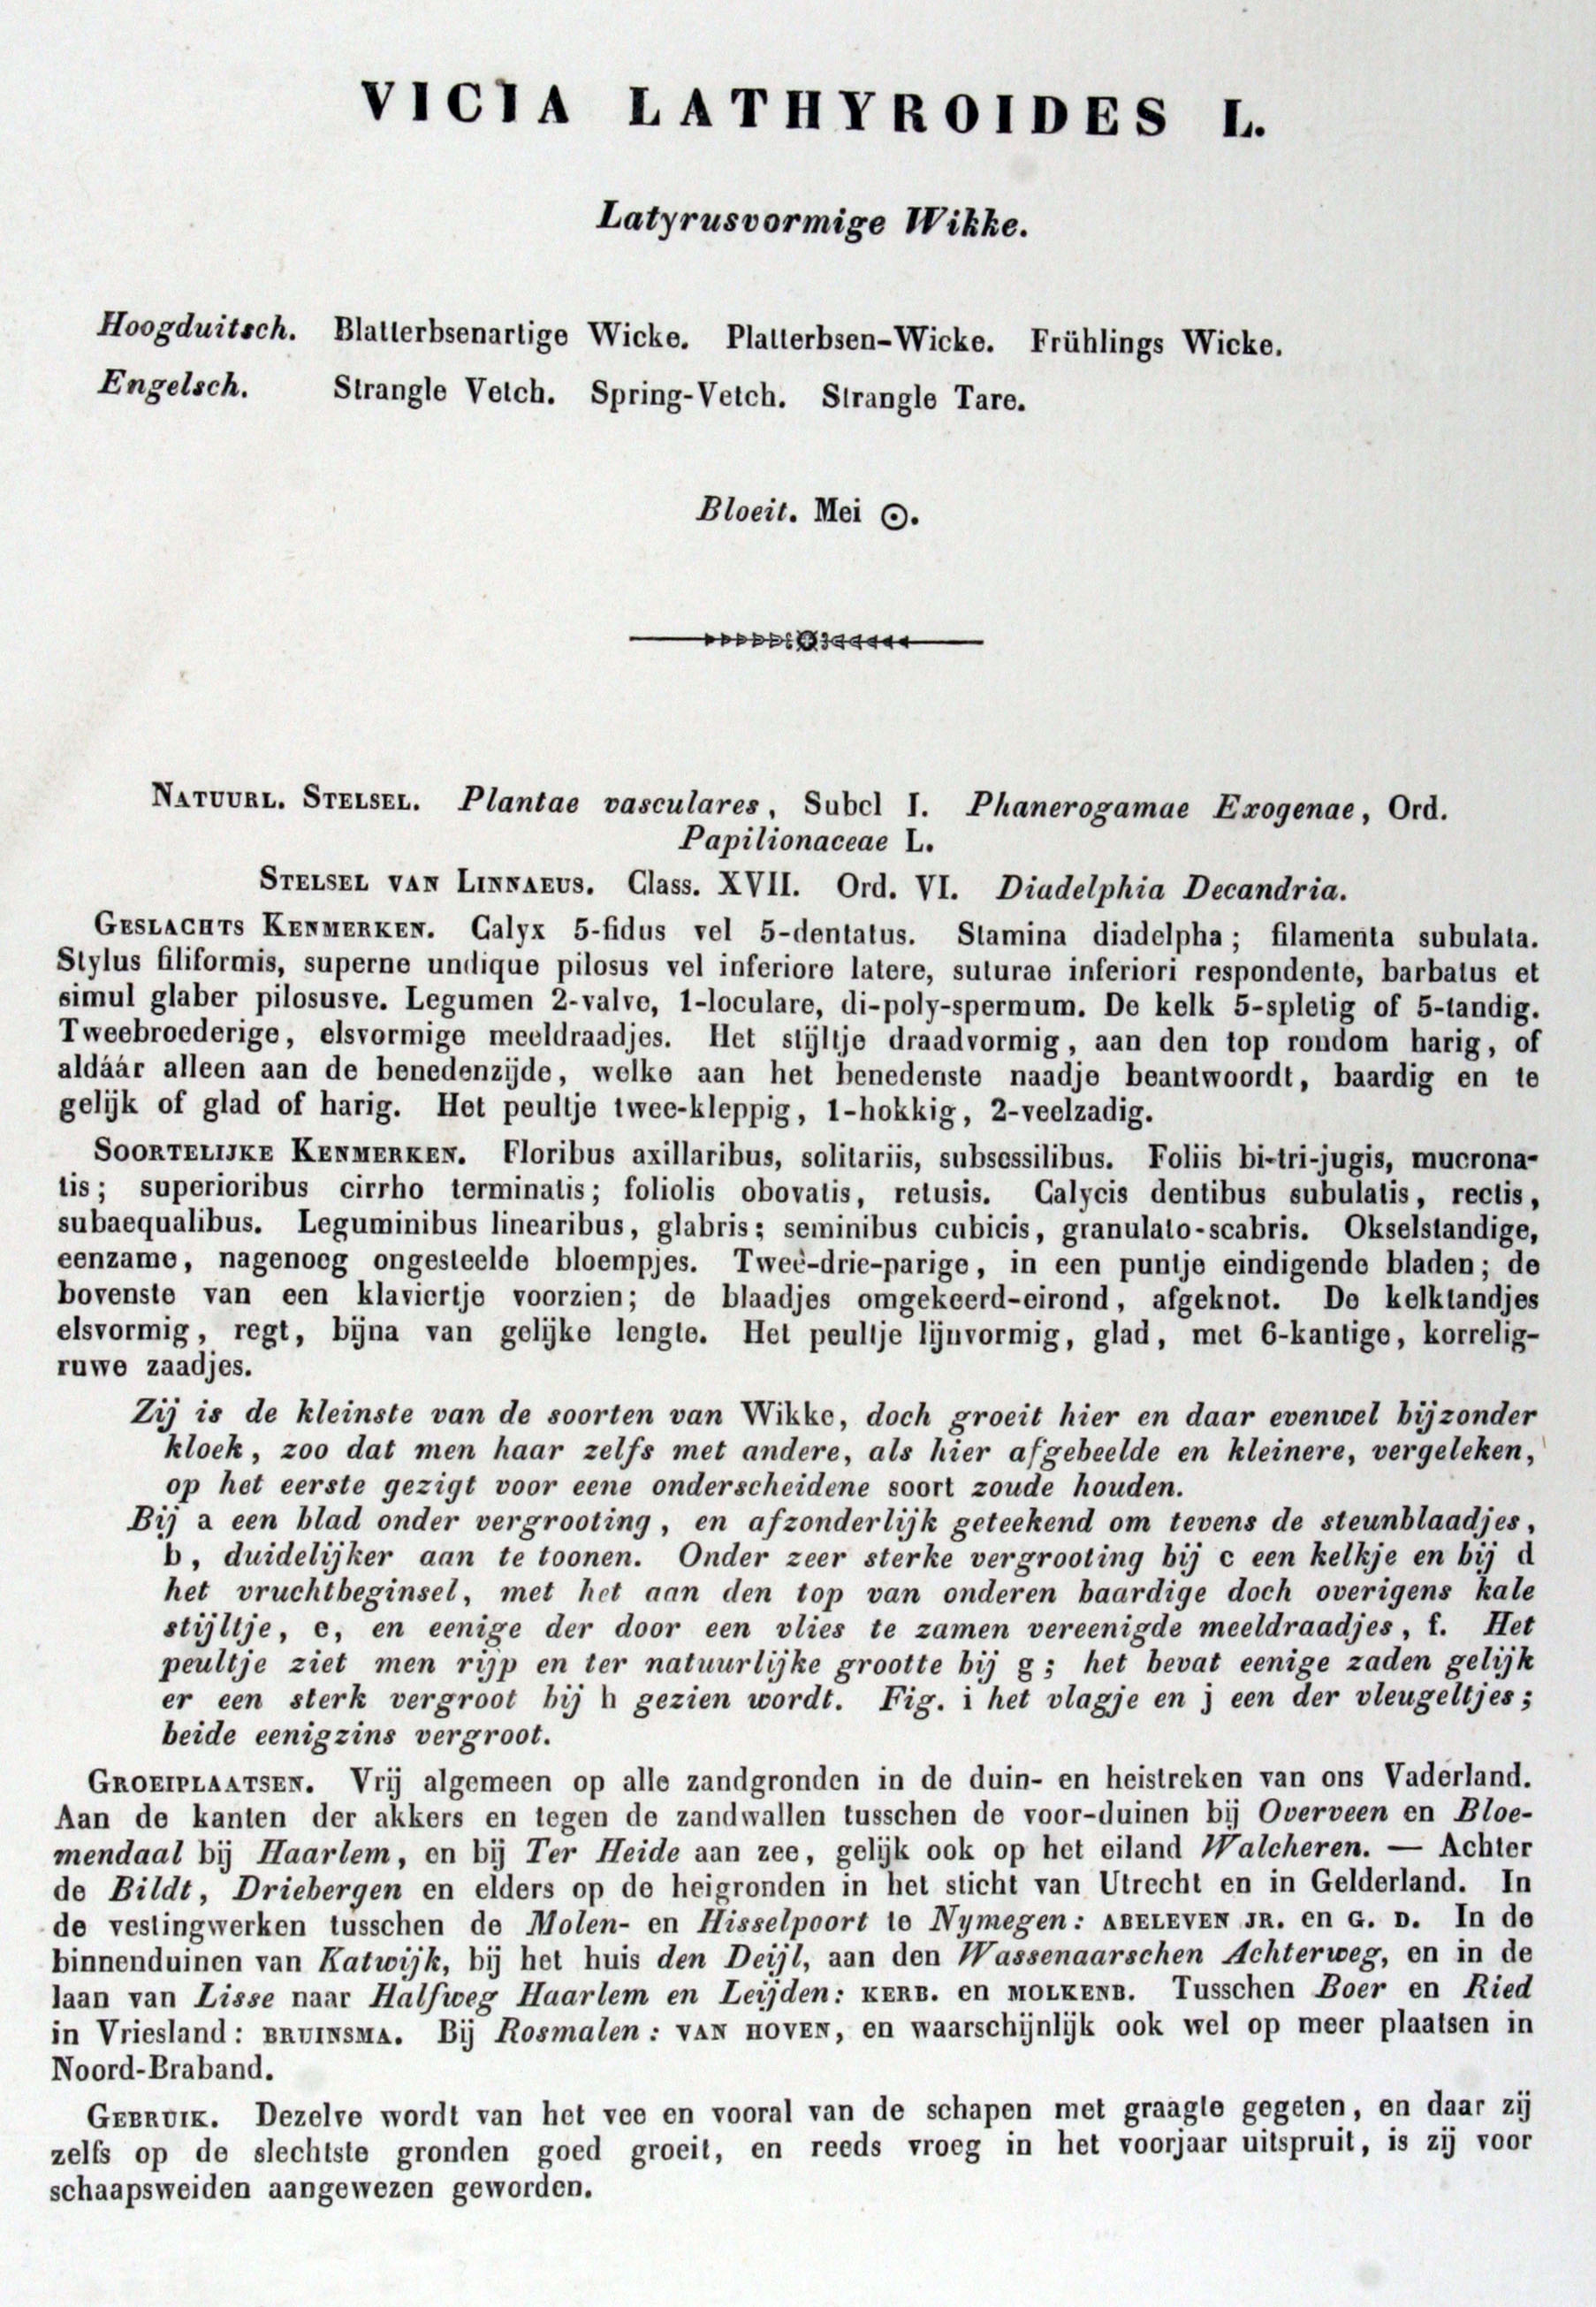 VICIA LATHYROIDES L.
Latyrusvormige Wikke.
Hoogduitsch. Blatterbsenartige Wicke. Platterbsen-Wicke. Frühlings Wicke.
Engelsch. Strangle Vetch. Spring-Vetch. Strangle Tare.
Bloeit. Mei ⊙.
NATUURL. STELSEL. Plantae vasculares, Subcl I. Phanerogamae Exogenae, Ord.
Papilionaceae L.
STELSEL VAN LINNAEUS. Class. XVII. Ord. VI. Diadelphia Decandria.
GESLACHTS KENMERKEN. Calyx 5-fidus vel 5-dentatus. Stamina diadelpha; filamenta subulata.
Stylus filiformis, superne undique pilosus vel inferiore latere, suturae inferiori respondente, barbatus et
simul glaber pilosusve. Legumen 2-valve, 1-loculare, di-poly-spermum. De kelk 5-spletig of 5-tandig.
Tweebroederige, elsvormige meeldraadjes. Het stijltje draadvormig, aan den top rondom harig, of
aldáár alleen aan de benedenzijde, welke aan het benedenste naadje beantwoordt, baardig en te
gelijk of glad of harig. Het peultje twee-kleppig, 1-hokkig, 2-veelzadig.
SOORTELIJKE KENMERKEN. Floribus axillaribus, solitariis, subsessilibus. Foliis bi-tri-jugis, mucrona-
tis; superioribus cirrho terminatis; foliolis obovatis, retusis. Calycis dentibus subulatis, rectis,
subaequalibus. Leguminibus linearibus, glabris; seminibus cubicis, granulato-scabris. Okselstandige,
eenzame, nagenoeg ongesteelde bloempjes. Tweè-drie-parige, in een puntje eindigende bladen; de
bovenste van een klaviertje voorzien; de blaadjes omgekeerd-eirond, afgeknot. De kelktandjes
elsvormig, regt, bijna van gelijke lengte. Het peultje lijnvormig, glad, met 6-kantige, korrelig-
ruwe zaadjes.
Zij is de kleinste van de soorten van Wikke, doch groeit hier en daar evenwel bijzonder
kloek, zoo dat men haar zelfs met andere, als hier afgebeelde en kleinere, vergeleken,
op het eerste gezigt voor eene onderscheidene soort zoude houden.
Bij a een blad onder vergrooting, en afzonderlijk geteekend om tevens de steunblaadjes,
b, duidelijker aan te toonen. Onder zeer sterke vergrooting bij c een kelkje en bij d
het vruchtbeginsel, met het aan den top van onderen baardige doch overigens kale
stijltje, e, en eenige der door een vlies te zamen vereenigde meeldraadjes, f. Het
peultje ziet men rijp en ter natuurlijke grootte bij g; het bevat eenige zaden gelijk
er een sterk vergroot bij h gezien wordt. Fig. i het vlagje en j een der vleugeltjes;
beide eenigzins vergroot.
GROEIPLAATSEN. Vrij algemeen op alle zandgronden in de duin- en heistreken van ons Vaderland.
Aan de kanten der akkers en tegen de zandwallen tusschen de voor-duinen bij Overveen en Bloe-
mendaal bij Haarlem, en bij Ter Heide aan zee, gelijk ook op het eiland Walcheren. — Achter
de Bildt, Driebergen en elders op de heigronden in het sticht van Utrecht en in Gelderland. In
de vestingwerken tusschen de Molen- en Hisselpoort te Nymegen: ABELEVEN JR. en G. D. In de
binnenduinen van Katwijk, bij het huis den Deijl, aan den Wassenaarschen Achterweg, en in de
laan van Lisse naar Halfweg Haarlem en Leijden: KERB. en MOLKENB. Tusschen Boer en Ried
in Vriesland: BRUINSMA. Bij Rosmalen: VAN HOVEN, en waarschijnlijk ook wel op meer plaatsen in
Noord-Braband.
GEBRUIK. Dezelve wordt van het vee en vooral van de schapen met graagte gegeten, en daar zij
zelfs op de slechtste gronden goed groeit, en reeds vroeg in het voorjaar uitspruit, is zij voor
schaapsweiden aangewezen geworden.